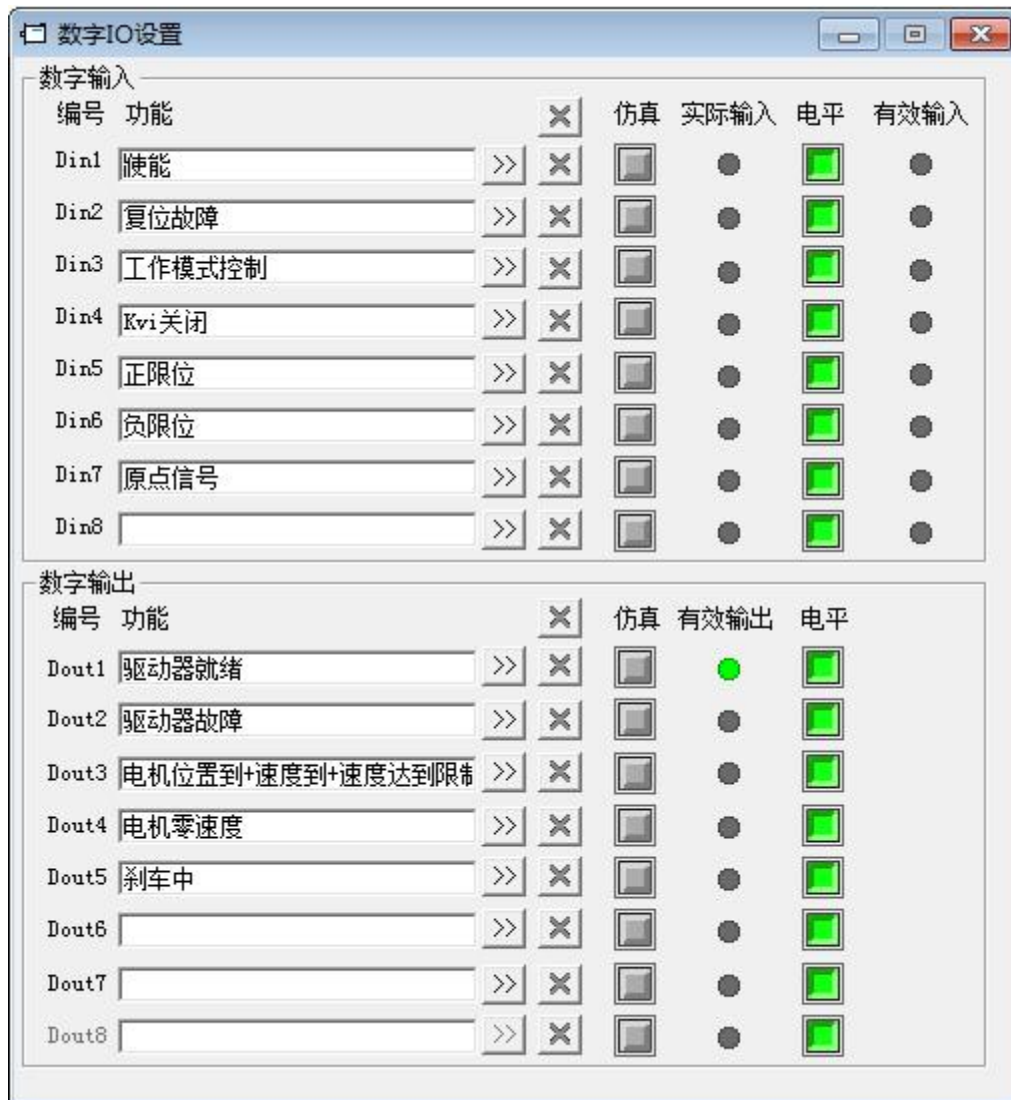 数字IO设置
数字输入
编号 功能 仿真 实际输入 电平 有效输入
Din1 使能 >>
Din2 复位故障 >>
Din3 工作模式控制 >>
Din4 Kvi关闭 >>
Din5 正限位 >>
Din6 负限位 >>
Din7 原点信号 >>
Din8 >>
数字输出
编号 功能 仿真 有效输出 电平
Dout1 驱动器就绪 >>
Dout2 驱动器故障 >>
Dout3 电机位置到+速度到+速度达到限制 >>
Dout4 电机零速度 >>
Dout5 刹车中 >>
Dout6 >>
Dout7 >>
Dout8 >>